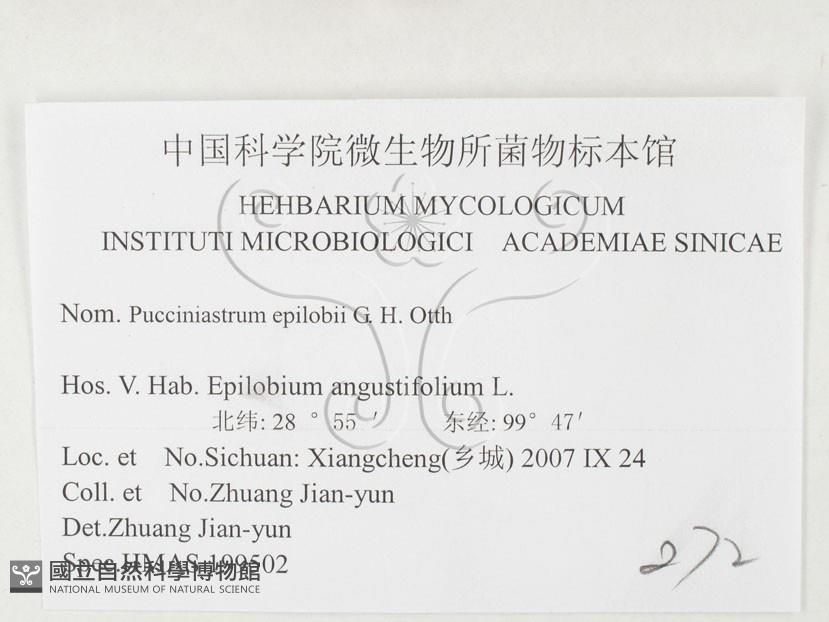 中国科学院微生物所菌物标本馆
HEHBARIUM MYCOLOGICUM
INSTITUTI MICROBIOLOGICI ACADEMIAE SINICAE
Nom. Pucciniastrum epilobii G. H. Otth
Hos. V. Hab. Epilobium angustifolium L.
北纬: 28 ° 55 ′ 东经: 99° 47′
Loc. et No.Sichuan: Xiangcheng(乡城) 2007 IX 24
Coll. et No.Zhuang Jian-yun
Det.Zhuang Jian-yun
Spec.HMAS 199502
272
國立自然科學博物館
NATIONAL MUSEUM OF NATURAL SCIENCE